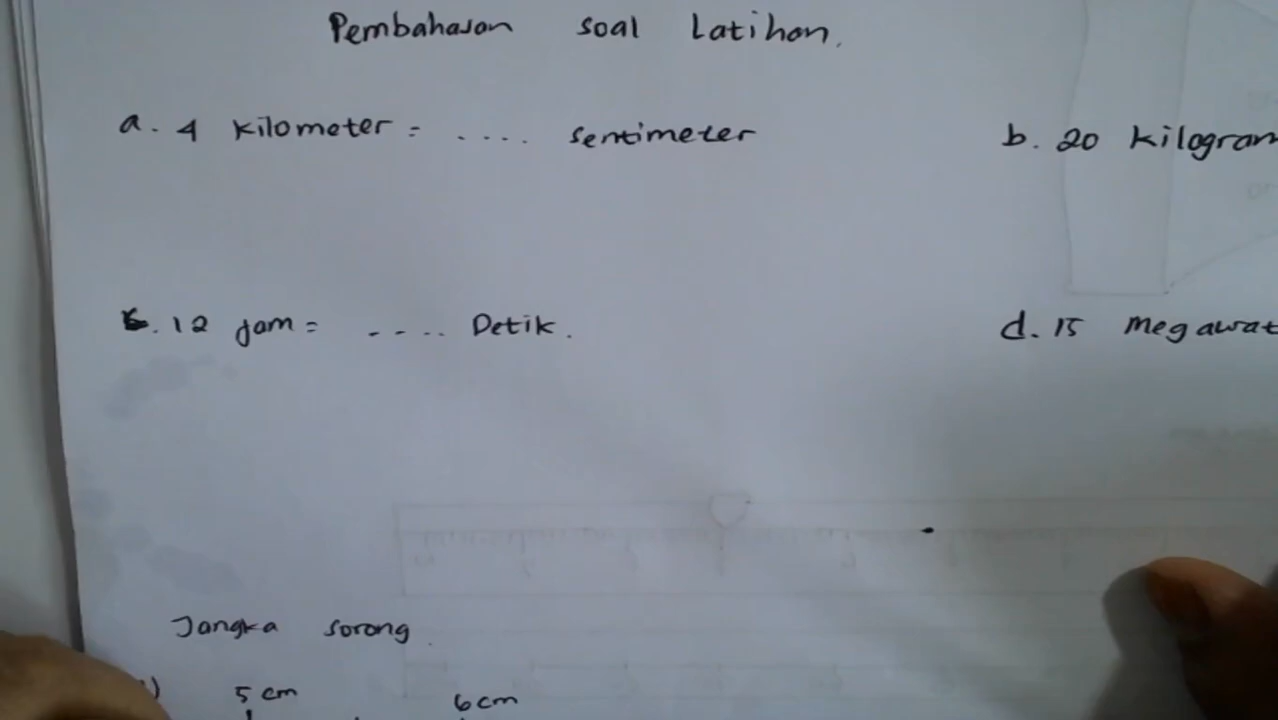 Pembahasan soal Latihan.
a. 4 kilometer = .... sentimeter
b. 20 kilogram
c. 12 jam = .... Detik.
d. 15 Megawat
Jangka sorong.
5 cm 6 cm